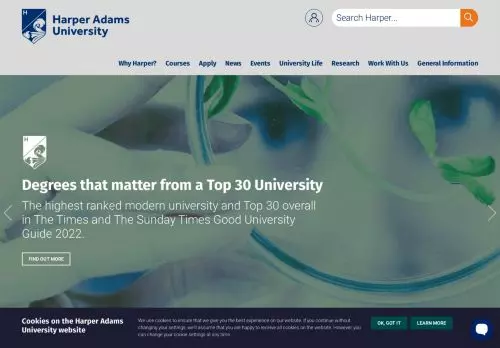 H
Harper Adams
University
Search Harper...
Why Harper? Courses Apply News Events University Life Research Work With Us General Information
H
Degrees that matter from a Top 30 University
The highest ranked modern university and Top 30 overall
in The Times and The Sunday Times Good University
Guide 2022.
FIND OUT MORE
Cookies on the Harper Adams
University website
We use cookies to ensure that we give you the best experience on our website. If you continue without
changing your settings, we'll assume that you are happy to receive all cookies on the website. However, you
can change your cookie settings at any time.
OK, GOT IT
LEARN MORE